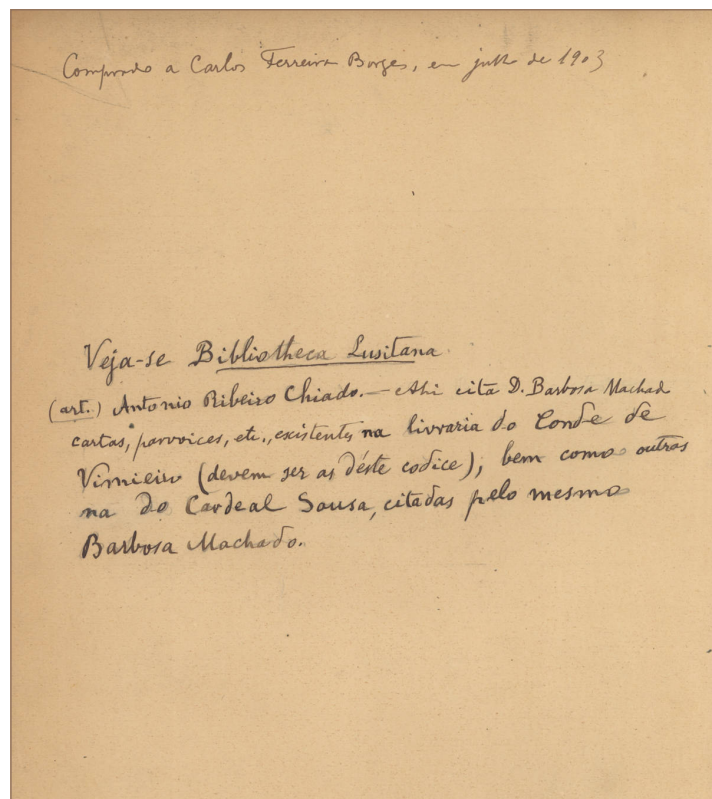 Comprado a Carlos Ferreira Borges, em julho de 1903
Veja-se Bibliotheca Lusitana
(art.) Antonio Ribeiro Chiado. — Ahi cita D. Barbosa Machado
cartas, parvoices, etc., existentes na livraria do Conde de
Vimieiro (devem ser as déste codice), bem como outras
na do Cardeal Sousa, citadas pelo mesmo
Barbosa Machado.